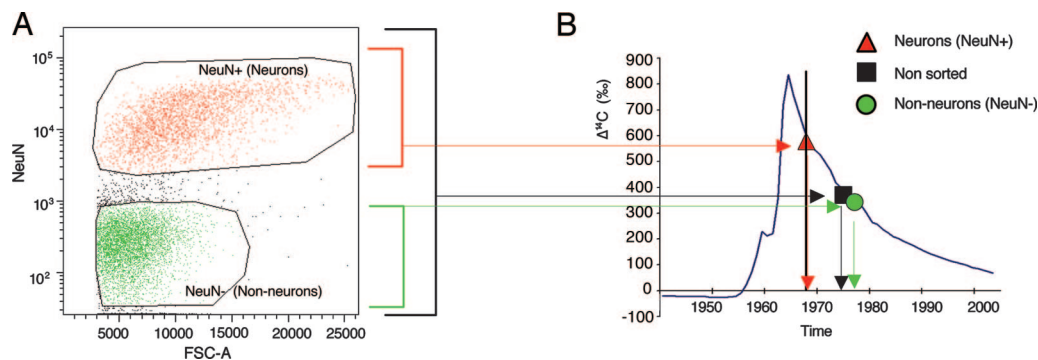 A
NeuN
10⁵
10⁴
10³
10²
NeuN+ (Neurons)
NeuN- (Non-neurons)
5000 10000 15000 20000 25000
FSC-A
B
Neurons (NeuN+)
Non sorted
Non-neurons (NeuN-)
Δ¹⁴C (‰)
900
800
700
600
500
400
300
200
100
0
-100
1950 1960 1970 1980 1990 2000
Time